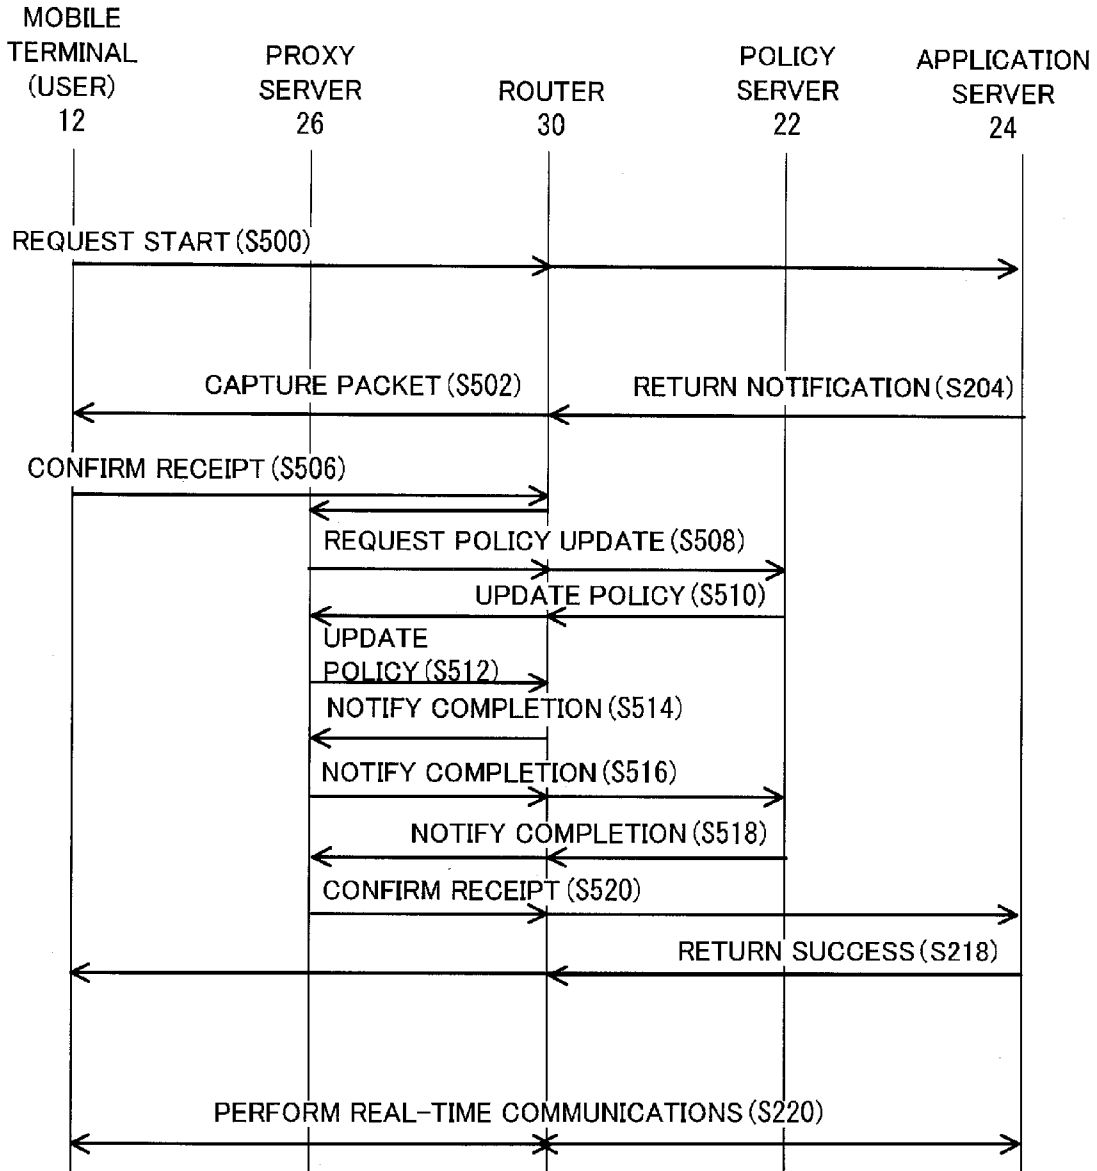 MOBILE
TERMINAL
(USER)
12
PROXY
SERVER
26
ROUTER
30
POLICY
SERVER
22
APPLICATION
SERVER
24
REQUEST START(S500)
CAPTURE PACKET(S502)
RETURN NOTIFICATION(S204)
CONFIRM RECEIPT(S506)
REQUEST POLICY UPDATE(S508)
UPDATE POLICY(S510)
UPDATE
POLICY(S512)
NOTIFY COMPLETION(S514)
NOTIFY COMPLETION(S516)
NOTIFY COMPLETION(S518)
CONFIRM RECEIPT(S520)
RETURN SUCCESS(S218)
PERFORM REAL-TIME COMMUNICATIONS(S220)